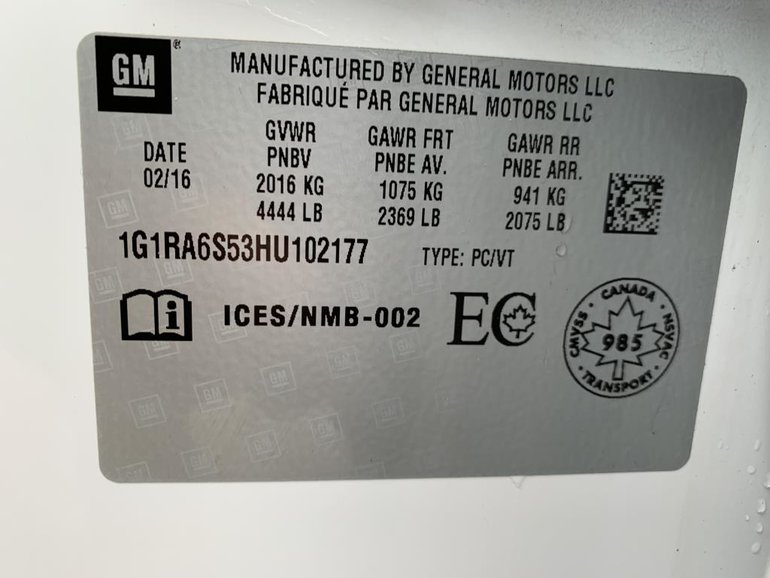 GM®
MANUFACTURED BY GENERAL MOTORS LLC
FABRIQUÉ PAR GENERAL MOTORS LLC
DATE
02/16
GVWR
PNBV
2016 KG
4444 LB
GAWR FRT
PNBE AV.
1075 KG
2369 LB
GAWR RR
PNBE ARR.
941 KG
2075 LB
1G1RA6S53HU102177 TYPE: PC/VT
i ICES/NMB-002 EC
CANADA
CMVSS · NSVAC
985
TRANSPORT